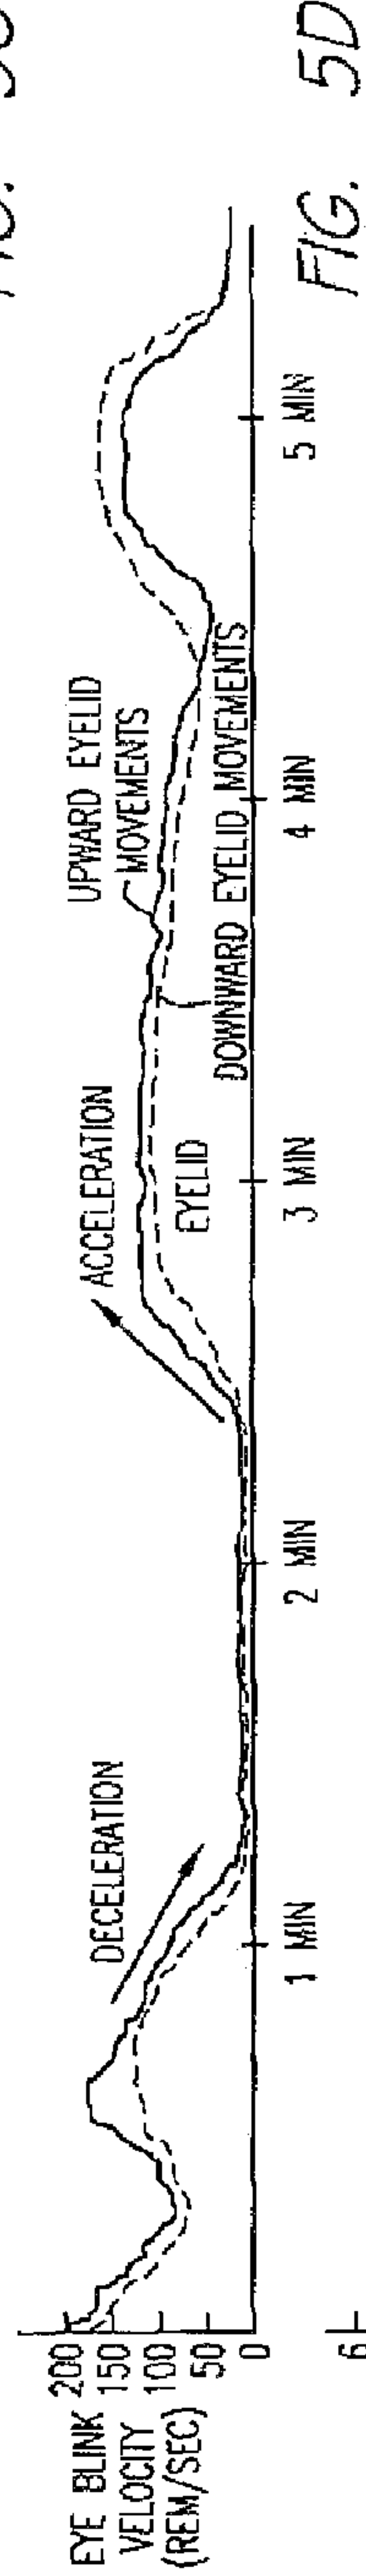 EYE BLINK
VELOCITY
(REM/SEC)
200
150
100
50
0
DECELERATION
ACCELERATION
UPWARD EYELID
MOVEMENTS
EYELID
DOWNWARD EYELID MOVEMENTS
1 MIN
2 MIN
3 MIN
4 MIN
5 MIN
FIG. 5D
6